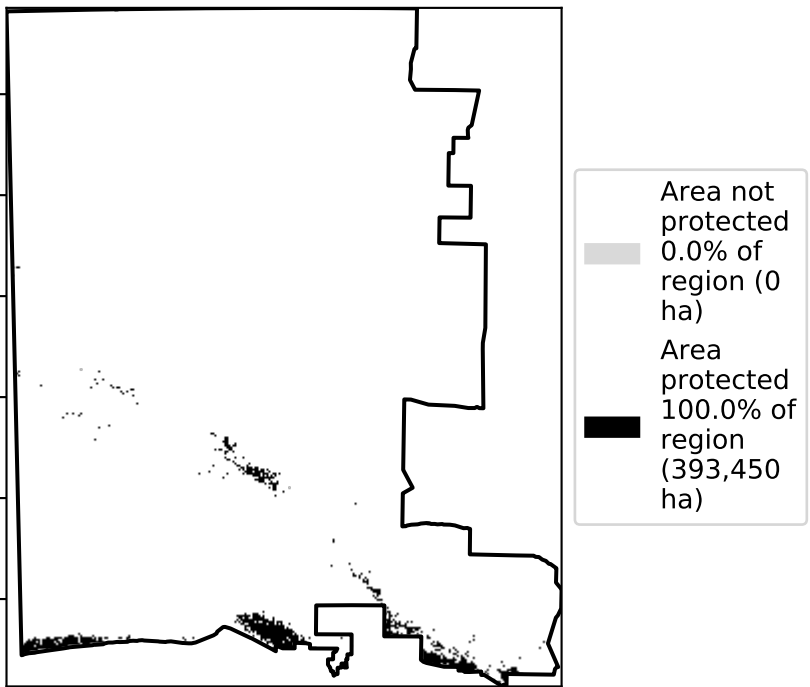 Area not
protected
0.0% of
region (0
ha)
Area
protected
100.0% of
region
(393,450
ha)